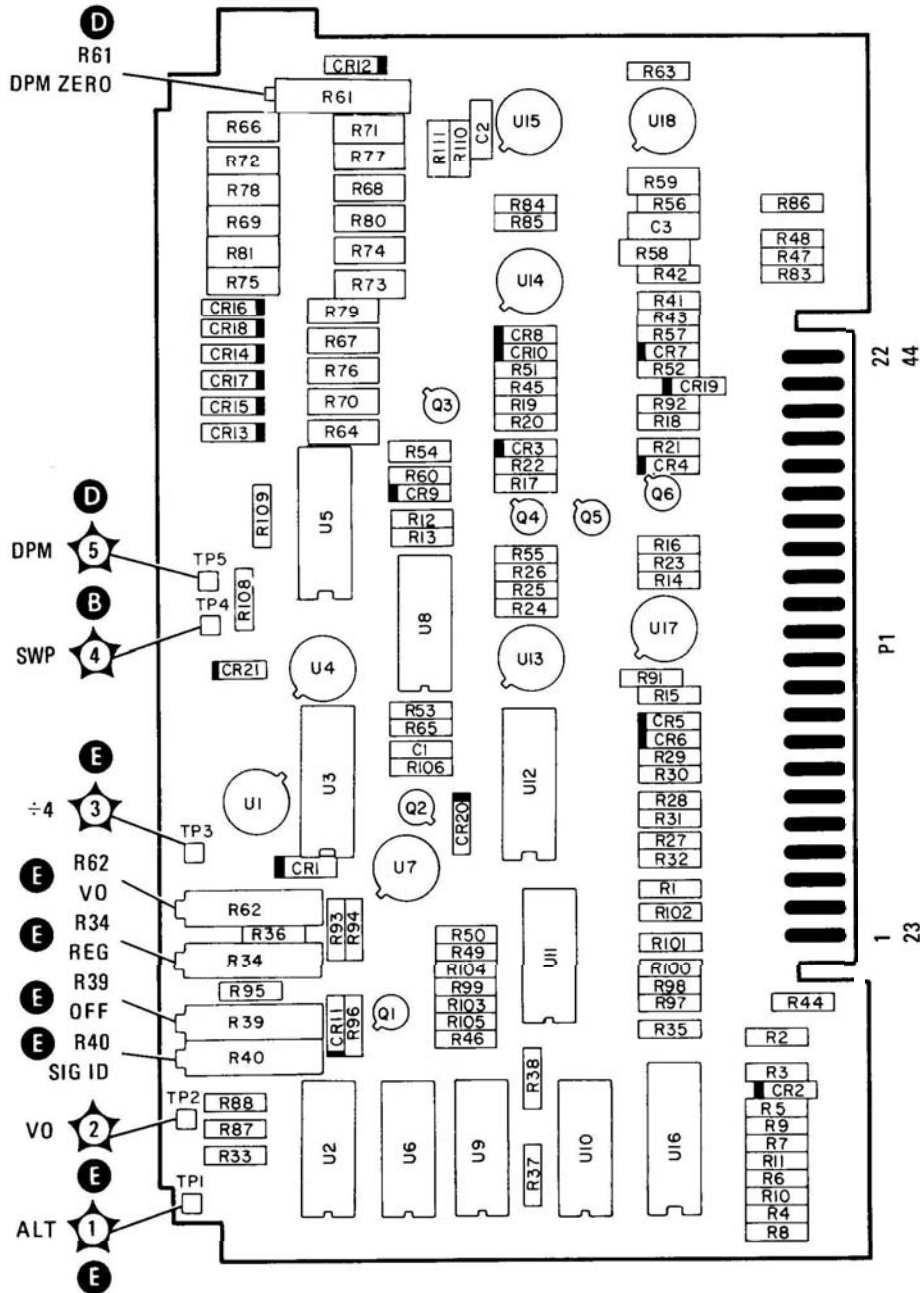 D
R61
DPM ZERO
CR12
R61
R63
R66
R71
R111
R110
C2
U15
U18
R72
R77
R78
R68
R59
R84
R56
R86
R85
R69
R80
C3
R48
R81
R74
R58
R47
R75
R73
U14
R42
R83
CR16
R79
R41
CR18
R43
R67
CR8
R57
CR14
CR10
CR7
22
44
R76
R51
R52
CR17
R45
CR19
CR15
R70
Q3
R19
R92
R20
R18
CR13
R64
R54
CR3
R21
R60
R22
CR4
D
CR9
R17
Q6
R109
U5
R12
Q4
Q5
R13
DPM
5
TP5
R55
R16
B
R108
R26
R23
TP4
U8
R25
R14
R24
SWP
4
U17
P1
CR21
U4
U13
R91
R15
R53
CR5
R65
CR6
E
C1
R29
U3
R106
U12
R30
÷4
3
U1
Q2
CR20
R28
R31
TP3
R27
E
R62
CR1
U7
R32
VO
R62
R1
E
R34
R36
R93
R94
U11
R102
REG
R34
R50
R101
1
23
R49
E
R39
R95
R104
R100
OFF
R99
R98
R39
CR11
R96
Q1
R103
R97
R44
E
R40
R105
R35
R2
SIG ID
R40
R46
R38
R3
TP2
R88
CR2
VO
2
R87
R5
R33
U2
U6
U9
R37
U10
U16
R9
E
R7
TP1
R11
R6
ALT
1
R10
R4
E
R8